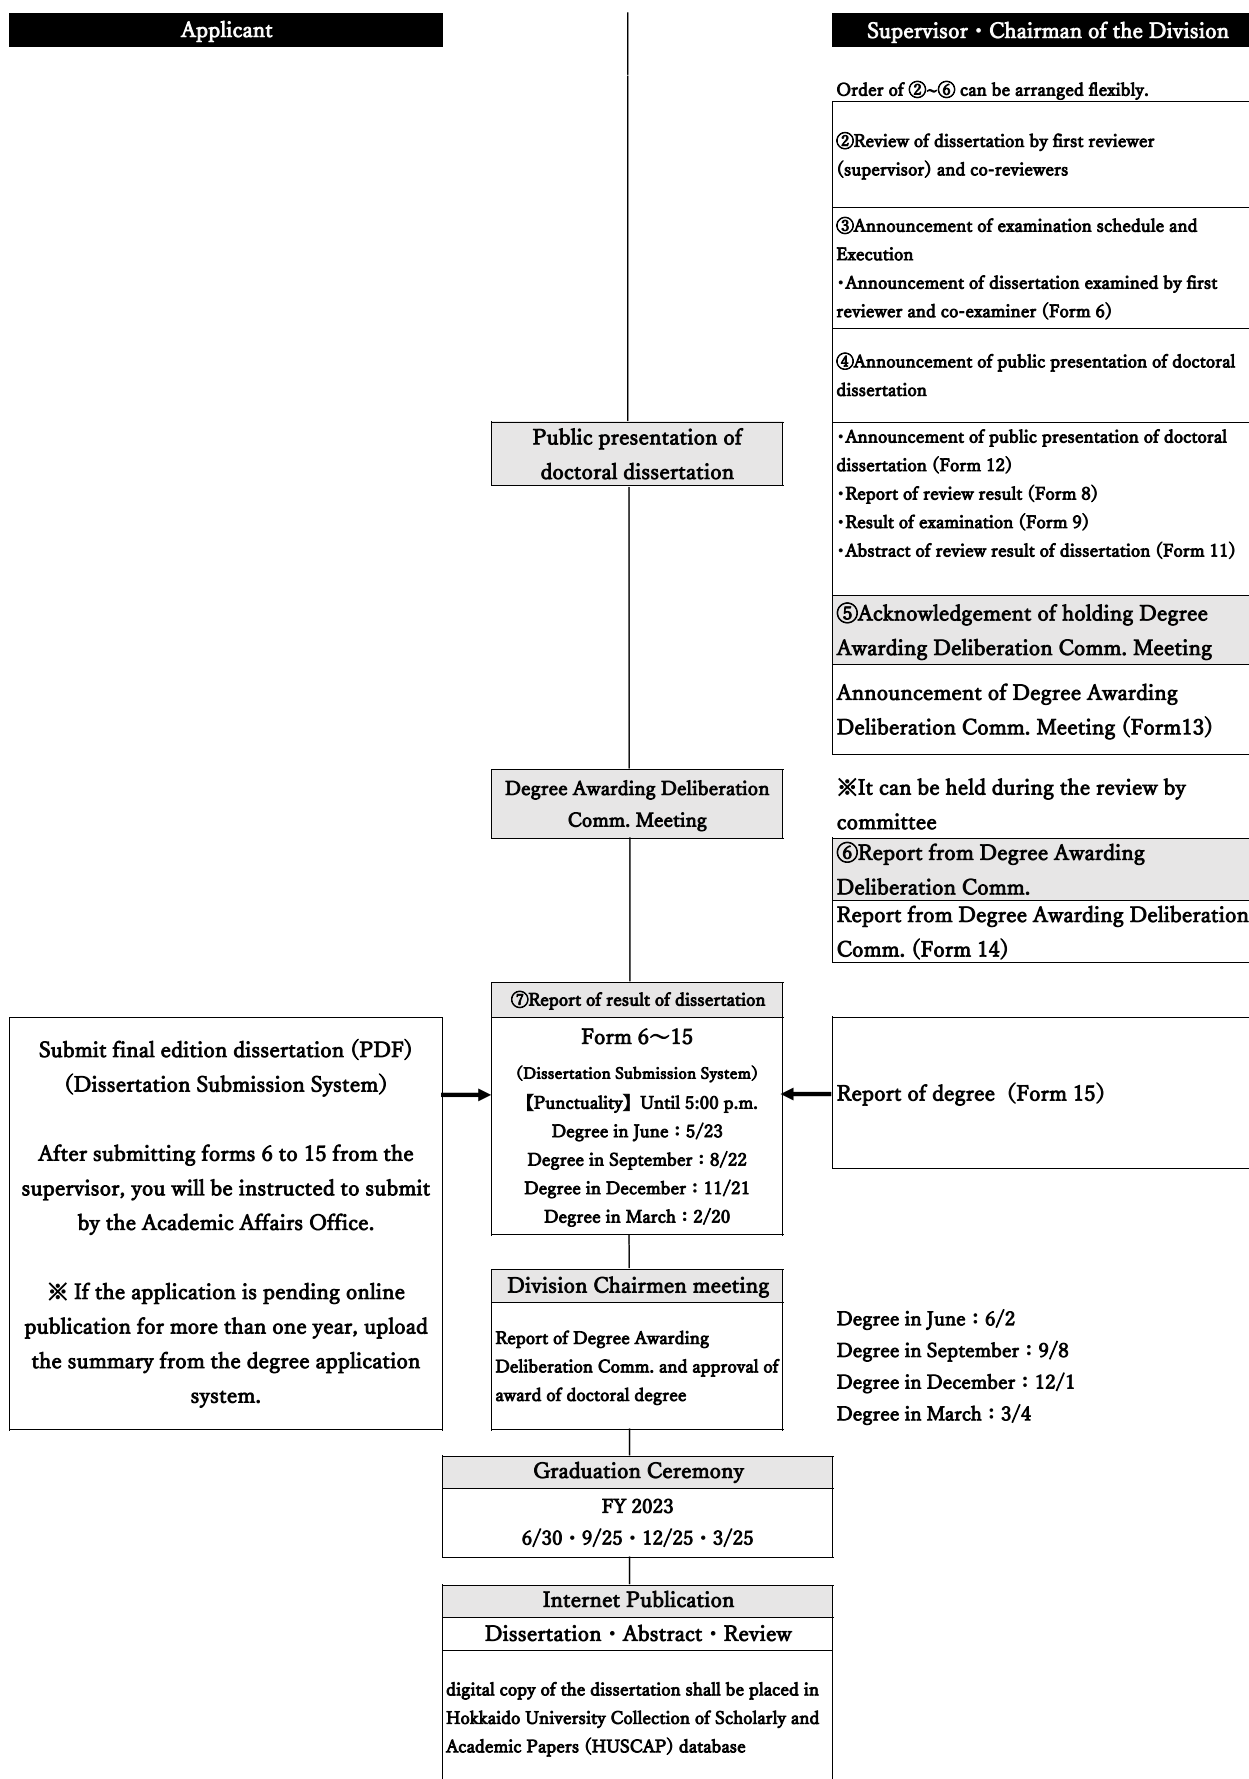 Applicant
Supervisor・Chairman of the Division
Order of ②~⑥ can be arranged flexibly.
②Review of dissertation by first reviewer
(supervisor) and co-reviewers
③Announcement of examination schedule and
Execution
・Announcement of dissertation examined by first
reviewer and co-examiner (Form 6)
④Announcement of public presentation of doctoral
dissertation
Public presentation of
doctoral dissertation
・Announcement of public presentation of doctoral
dissertation (Form 12)
・Report of review result (Form 8)
・Result of examination (Form 9)
・Abstract of review result of dissertation (Form 11)
⑤Acknowledgement of holding Degree
Awarding Deliberation Comm. Meeting
Announcement of Degree Awarding
Deliberation Comm. Meeting (Form13)
Degree Awarding Deliberation
Comm. Meeting
※It can be held during the review by
committee
⑥Report from Degree Awarding
Deliberation Comm.
Report from Degree Awarding Deliberation
Comm. (Form 14)
⑦Report of result of dissertation
Form 6～15
(Dissertation Submission System)
【Punctuality】Until 5:00 p.m.
Degree in June：5/23
Degree in September：8/22
Degree in December：11/21
Degree in March：2/20
Submit final edition dissertation (PDF)
(Dissertation Submission System)
After submitting forms 6 to 15 from the
supervisor, you will be instructed to submit
by the Academic Affairs Office.
※ If the application is pending online
publication for more than one year, upload
the summary from the degree application
system.
Report of degree (Form 15)
Division Chairmen meeting
Report of Degree Awarding
Deliberation Comm. and approval of
award of doctoral degree
Degree in June：6/2
Degree in September：9/8
Degree in December：12/1
Degree in March：3/4
Graduation Ceremony
FY 2023
6/30・9/25・12/25・3/25
Internet Publication
Dissertation・Abstract・Review
digital copy of the dissertation shall be placed in
Hokkaido University Collection of Scholarly and
Academic Papers (HUSCAP) database